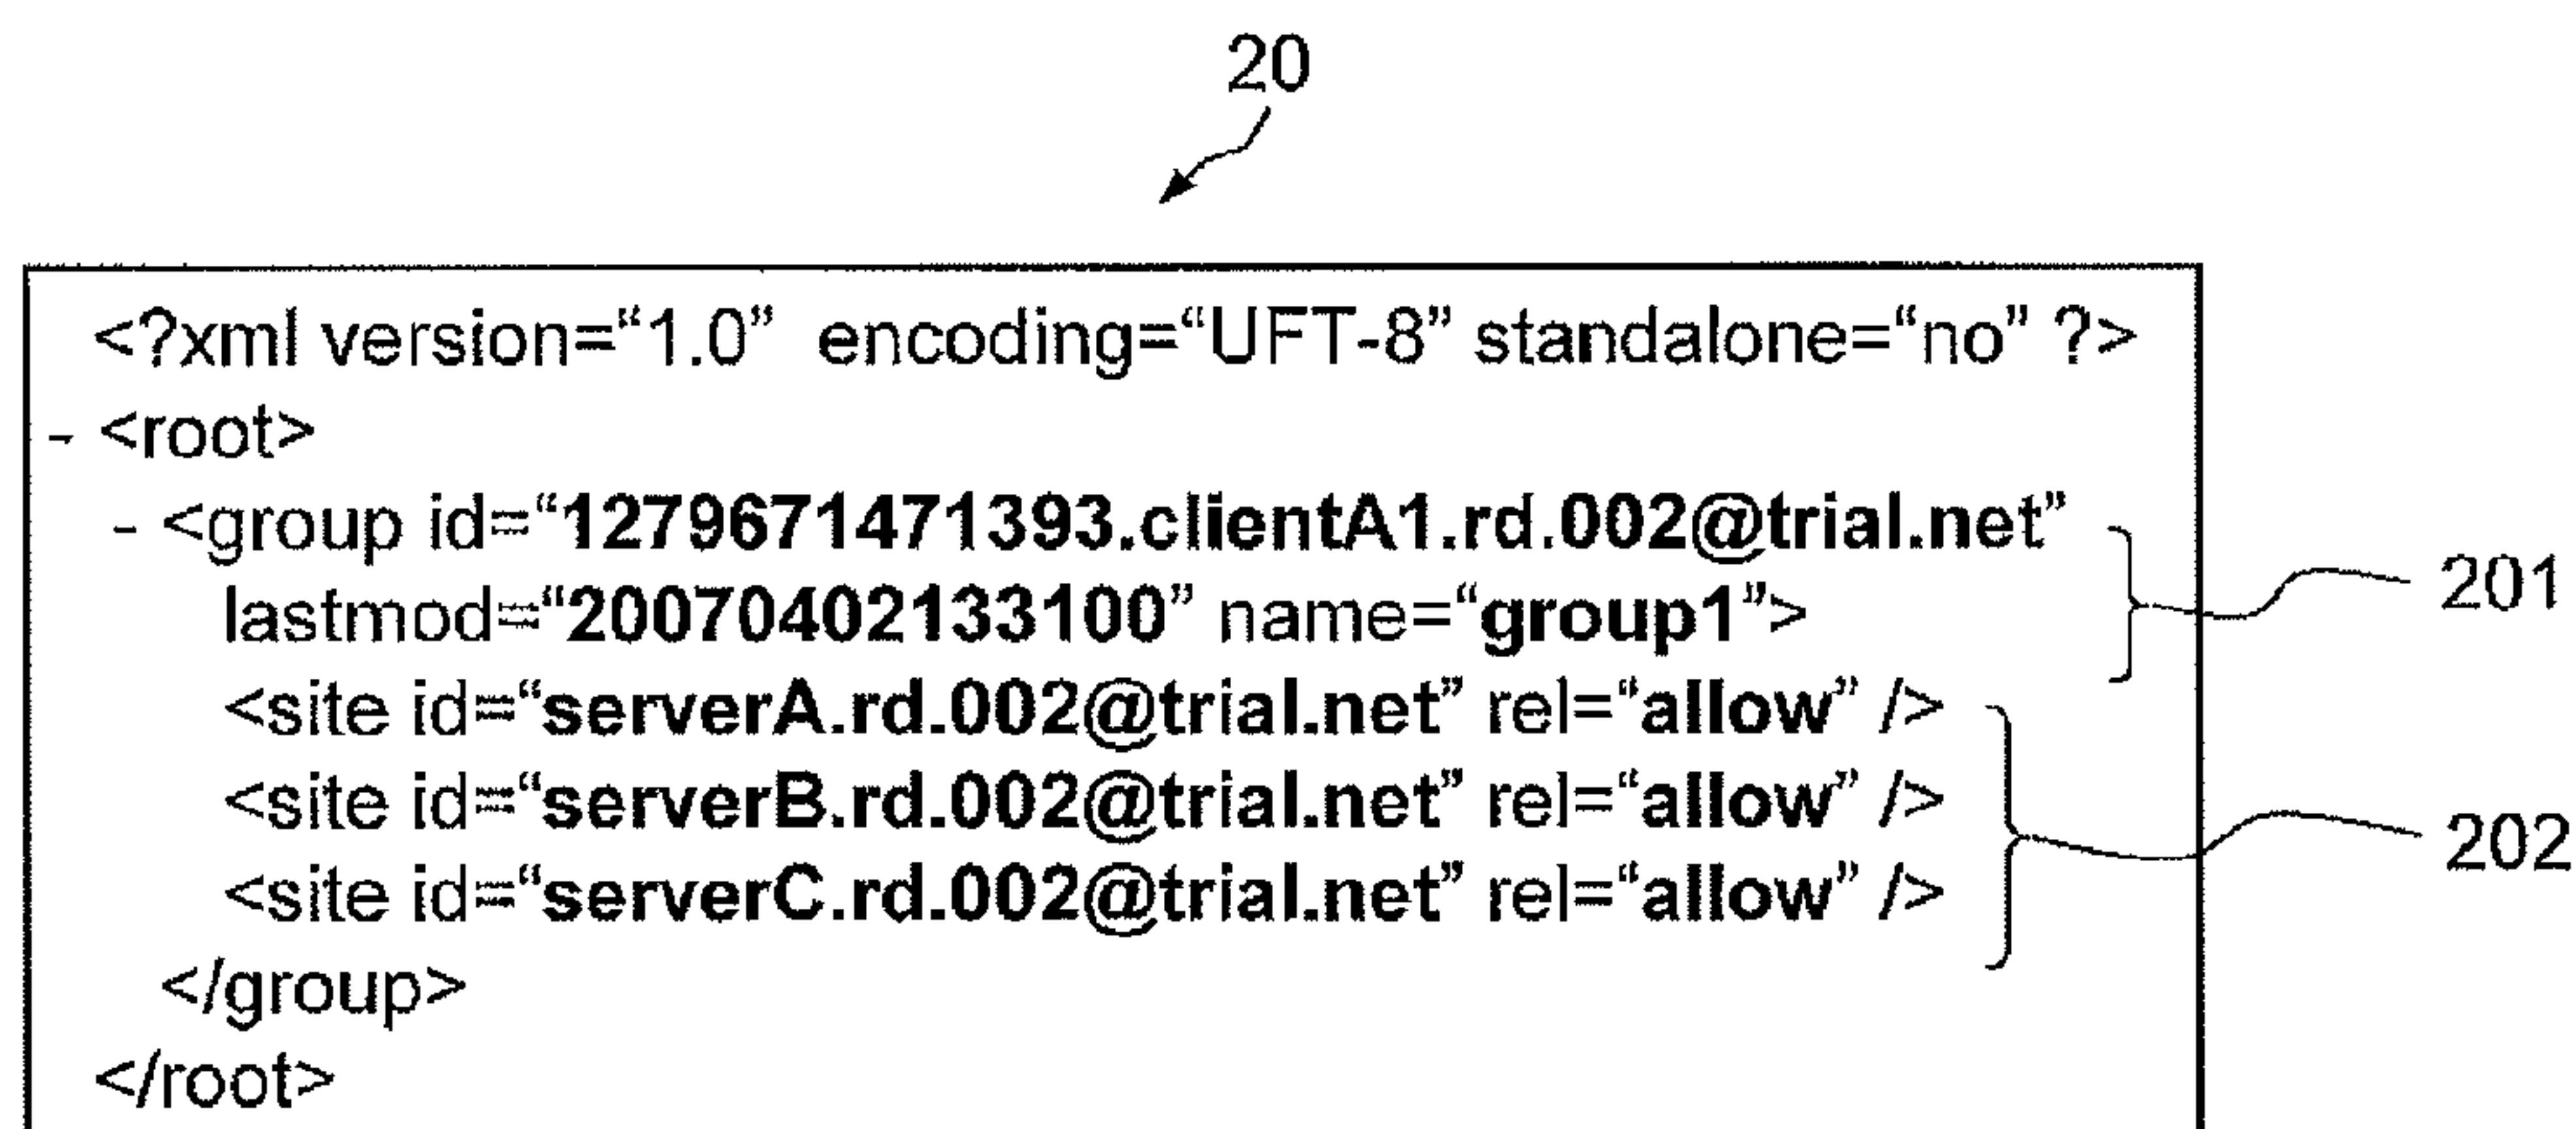 20
<?xml version=“1.0”  encoding=“UFT-8” standalone=“no” ?>
- <root>
- <group id=“1279671471393.clientA1.rd.002@trial.net”
lastmod=“20070402133100” name=“group1”>
201
<site id=“serverA.rd.002@trial.net” rel=“allow” />
<site id=“serverB.rd.002@trial.net” rel=“allow” />
202
<site id=“serverC.rd.002@trial.net” rel=“allow” />
</group>
</root>